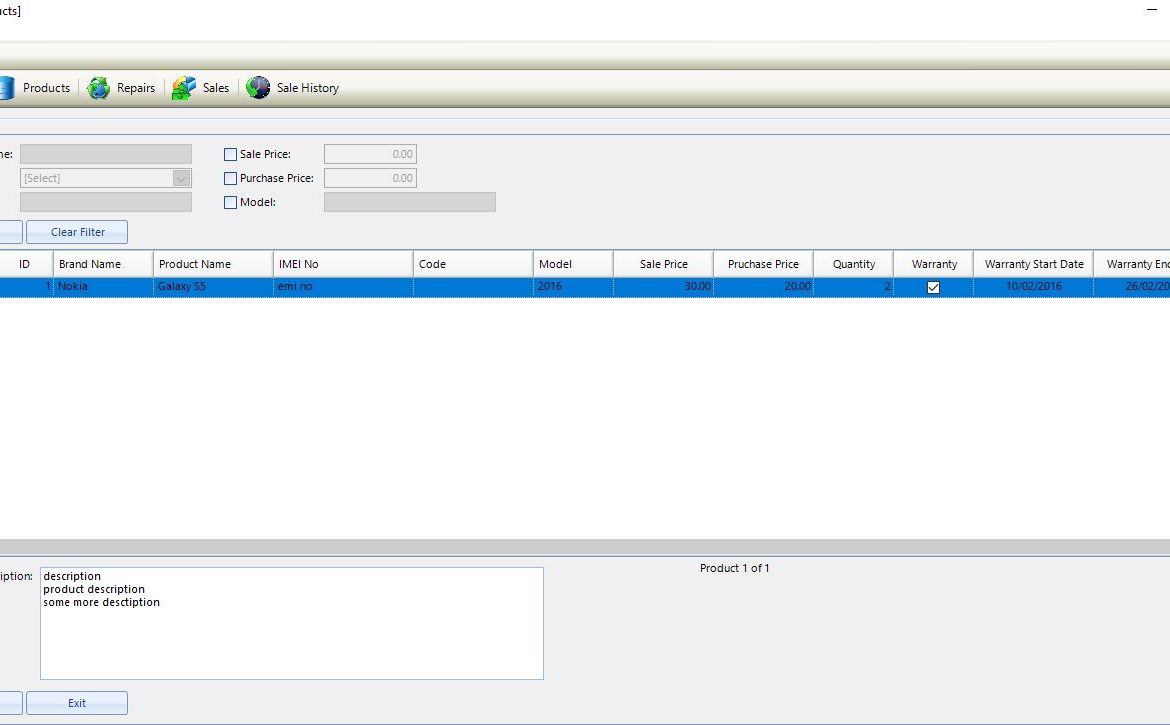 ucts]
Products Repairs Sales Sale History
ne: Sale Price: 0.00
[Select] Purchase Price: 0.00
Model:
Clear Filter
ID Brand Name Product Name IMEI No Code Model Sale Price Pruchase Price Quantity Warranty Warranty Start Date Warranty End
1 Nokia Galaxy S5 emi no 2016 30.00 20.00 2 10/02/2016 26/02/20
iption: description Product 1 of 1
product description
some more desctiption
Exit